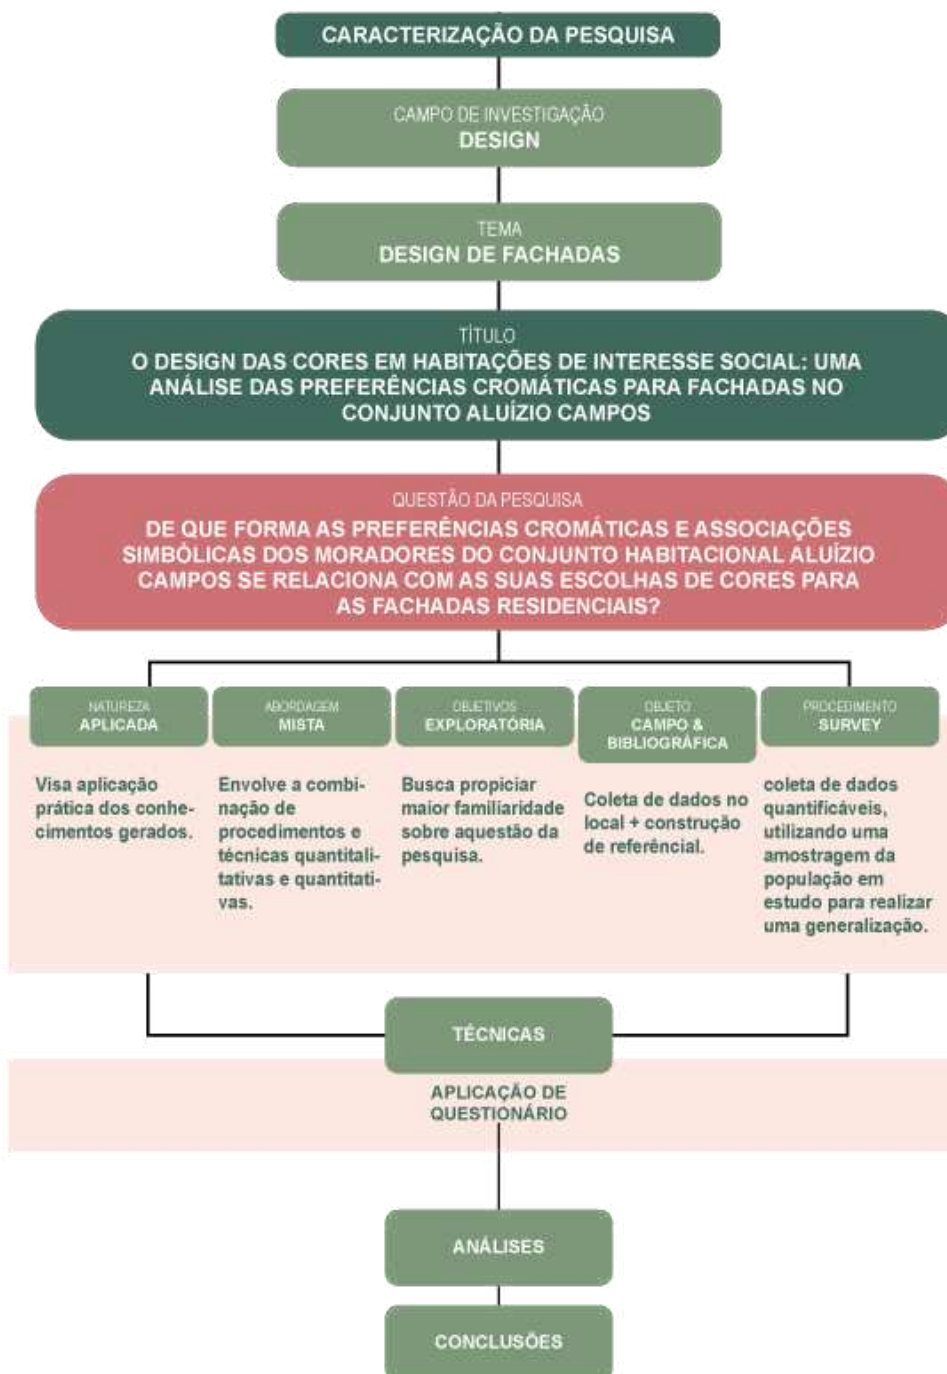 CARACTERIZAÇÃO DA PESQUISA
CAMPO DE INVESTIGAÇÃO
DESIGN
TEMA
DESIGN DE FACHADAS
TÍTULO
O DESIGN DAS CORES EM HABITAÇÕES DE INTERESSE SOCIAL: UMA
ANÁLISE DAS PREFERÊNCIAS CROMÁTICAS PARA FACHADAS NO
CONJUNTO ALUÍZIO CAMPOS
QUESTÃO DA PESQUISA
DE QUE FORMA AS PREFERÊNCIAS CROMÁTICAS E ASSOCIAÇÕES
SIMBÓLICAS DOS MORADORES DO CONJUNTO HABITACIONAL ALUÍZIO
CAMPOS SE RELACIONA COM AS SUAS ESCOLHAS DE CORES PARA
AS FACHADAS RESIDENCIAIS?
NATUREZA
APLICADA
Visa aplicação
prática dos conhe-
cimentos gerados.
ABORDAGEM
MISTA
Envolve a combi-
nação de
procedimentos e
técnicas quantitali-
tativas e quantitati-
vas.
OBJETIVOS
EXPLORATÓRIA
Busca propiciar
maior familiaridade
sobre aquestão da
pesquisa.
OBJETO
CAMPO &
BIBLIOGRÁFICA
Coleta de dados no
local + construção
de referêncial.
PROCEDIMENTO
SURVEY
coleta de dados
quantificáveis,
utilizando uma
amostragem da
população em
estudo para realizar
uma generalização.
TÉCNICAS
APLICAÇÃO DE
QUESTIONÁRIO
ANÁLISES
CONCLUSÕES